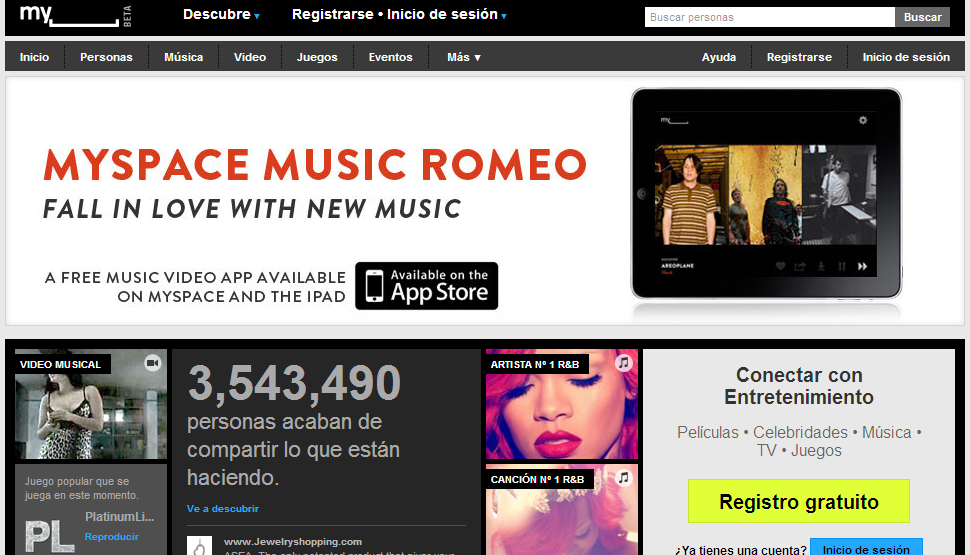 my
BETA
Descubre ▾
Registrarse • Inicio de sesión ▾
Buscar personas
Buscar
Inicio
Personas
Música
Video
Juegos
Eventos
Más ▾
Ayuda
Registrarse
Inicio de sesión
MYSPACE MUSIC ROMEO
FALL IN LOVE WITH NEW MUSIC
A FREE MUSIC VIDEO APP AVAILABLE
ON MYSPACE AND THE IPAD
Available on the
App Store
my
AREOPLANE
VIDEO MUSICAL
Juego popular que se
juega en este momento.
PL
PlatinumLi...
Reproducir
3,543,490
personas acaban de
compartir lo que están
haciendo.
Ve a descubrir
www.Jewelryshopping.com
ARTISTA Nº 1 R&B
CANCIÓN Nº 1 R&B
Conectar con
Entretenimiento
Películas • Celebridades • Música •
TV • Juegos
Registro gratuito
¿Ya tienes una cuenta?
Inicio de sesión